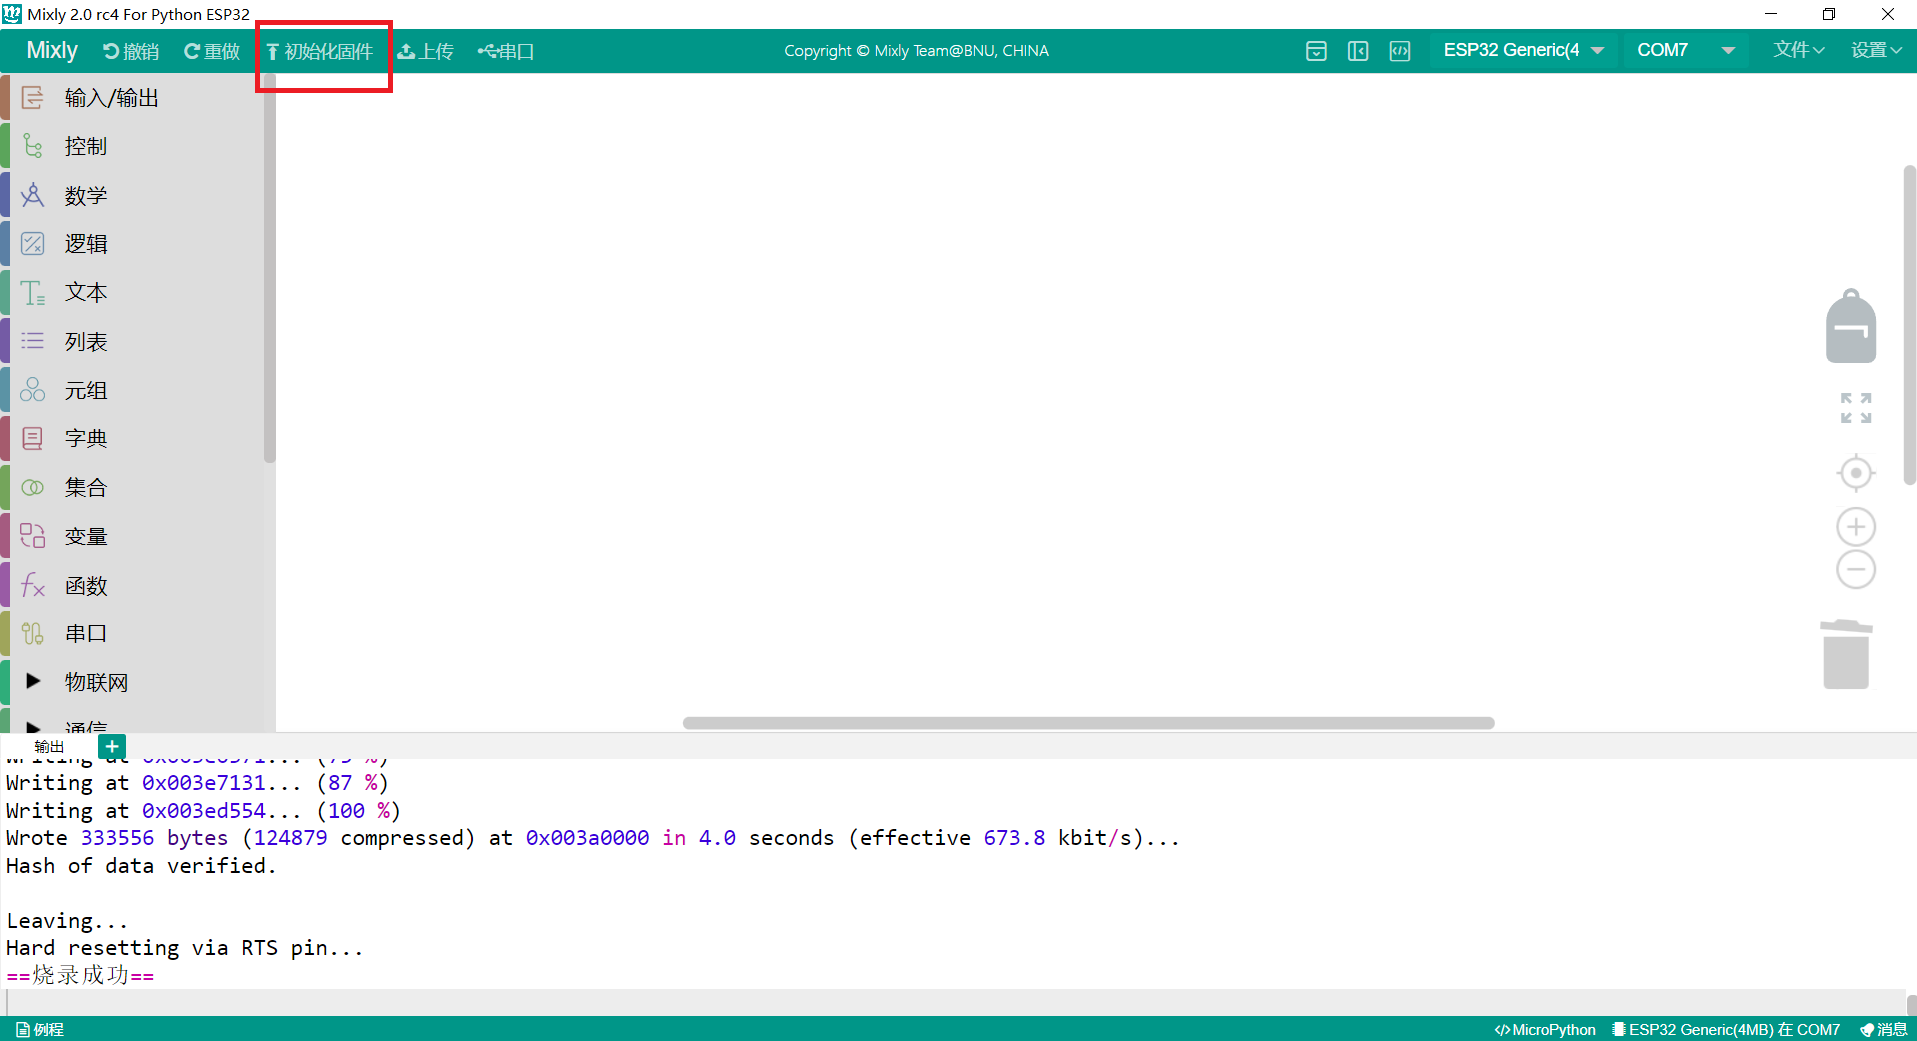 Mixly 2.0 rc4 For Python ESP32
Mixly 撤销 重做 初始化固件 上传 串口 Copyright © Mixly Team@BNU, CHINA ESP32 Generic(4 COM7 文件 设置
输入/输出
控制
数学
逻辑
文本
列表
元组
字典
集合
变量
函数
串口
物联网
通信
输出
Writing at 0x003e7131... (87 %)
Writing at 0x003ed554... (100 %)
Wrote 333556 bytes (124879 compressed) at 0x003a0000 in 4.0 seconds (effective 673.8 kbit/s)...
Hash of data verified.
Leaving...
Hard resetting via RTS pin...
==烧录成功==
例程 MicroPython ESP32 Generic(4MB) 在 COM7 消息